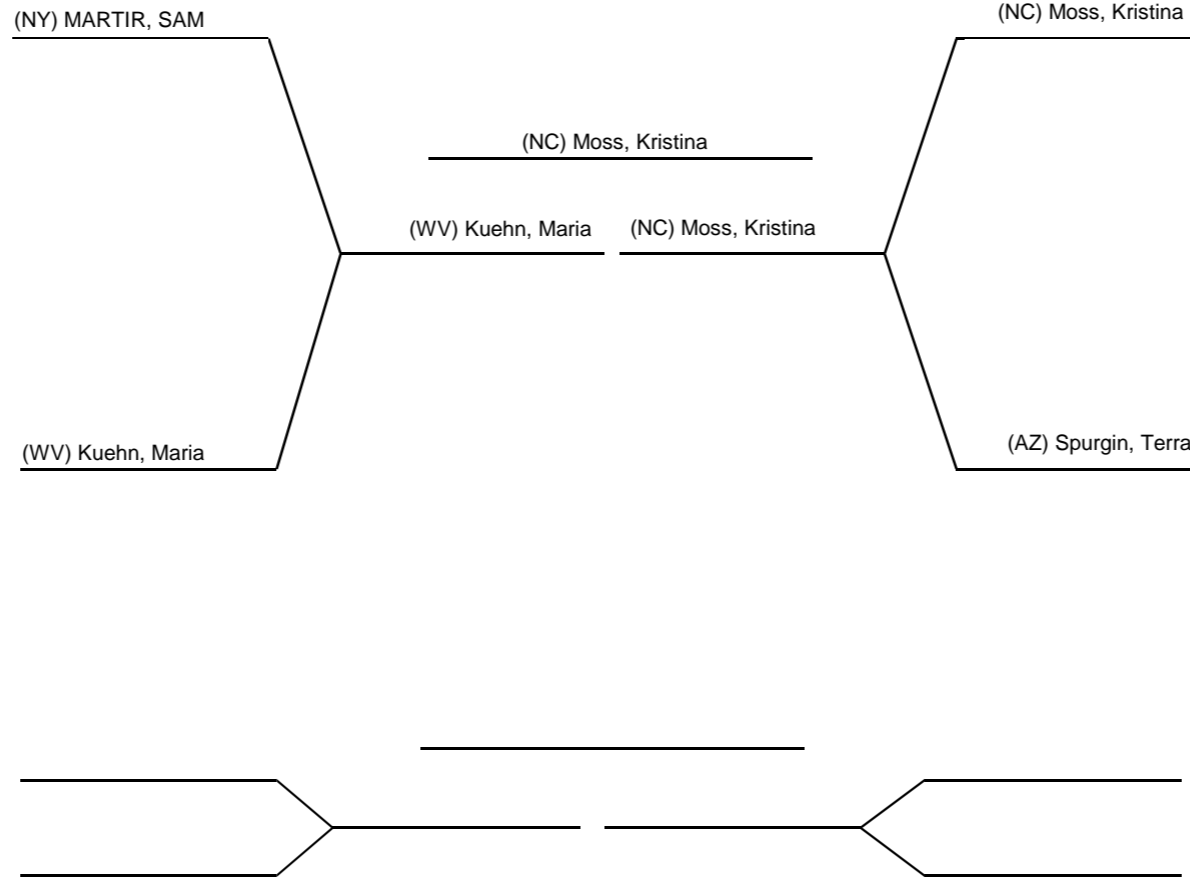 (NY) MARTIR, SAM
(NC) Moss, Kristina
(NC) Moss, Kristina
(WV) Kuehn, Maria
(NC) Moss, Kristina
(WV) Kuehn, Maria
(AZ) Spurgin, Terra